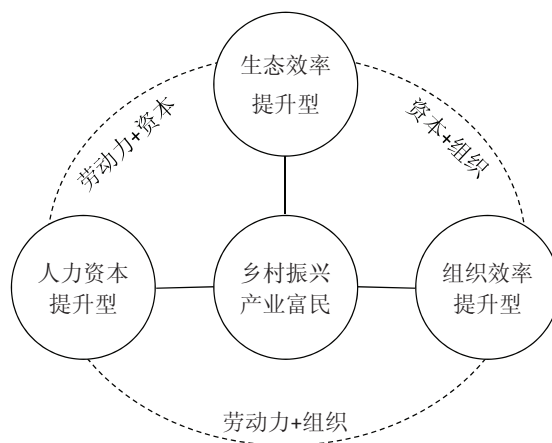 生态效率
提升型
劳动力+资本
资本+组织
人力资本
提升型
乡村振兴
产业富民
组织效率
提升型
劳动力+组织